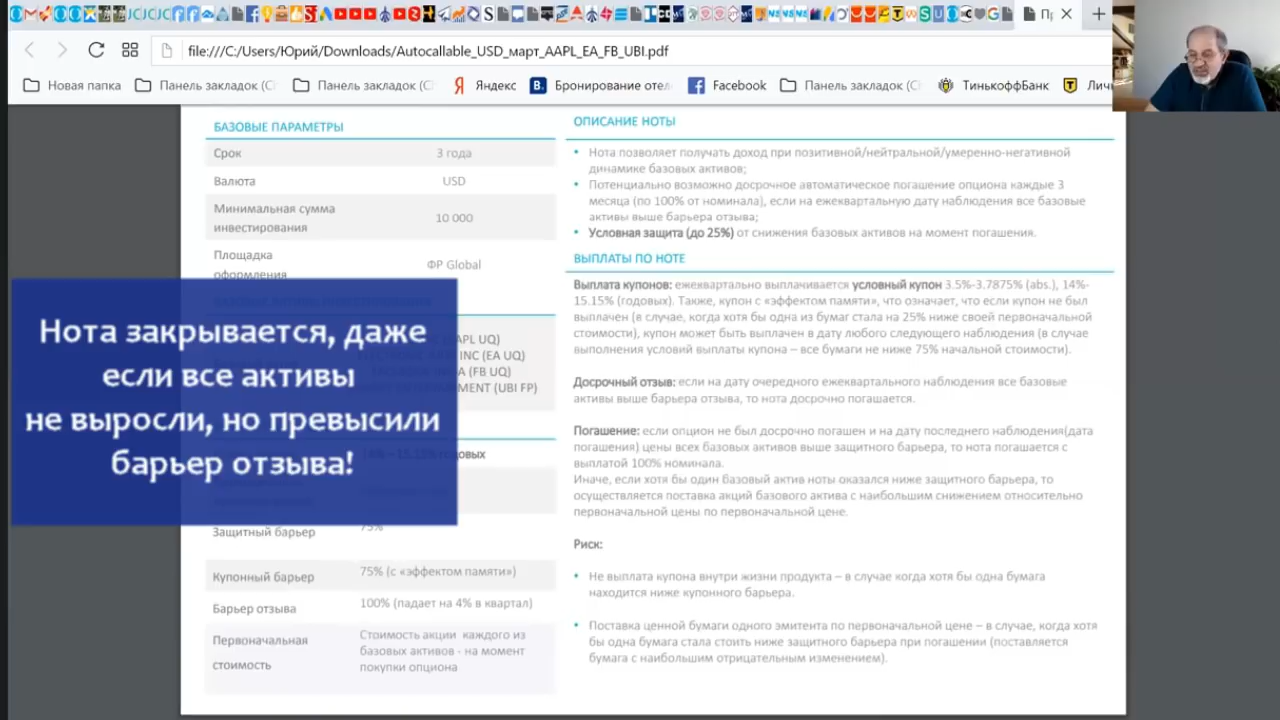 file:///C:/Users/Юрий/Downloads/Autocallable_USD_март_AAPL_EA_FB_UBI.pdf
Новая папка
Панель закладок (С
Панель закладок (С
Яндекс
Бронирование отел
Facebook
Панель закладок (С
ТинькоффБанк
Личн
БАЗОВЫЕ ПАРАМЕТРЫ
Срок 3 года
Валюта USD
Минимальная сумма
инвестирования
10 000
Площадка
оформления
ФР Global
Нота закрывается, даже
если все активы
не выросли, но превысили
барьер отзыва!
APL UQ)
INC (EA UQ)
A (FB UQ)
MENT (UBI FP)
Защитный барьер 75%
Купонный барьер 75% (с «эффектом памяти»)
Барьер отзыва 100% (падает на 4% в квартал)
Первоначальная
стоимость
Стоимость акции каждого из
базовых активов - на момент
покупки опциона
ОПИСАНИЕ НОТЫ
• Нота позволяет получать доход при позитивной/нейтральной/умеренно-негативной
динамике базовых активов;
• Потенциально возможно досрочное автоматическое погашение опциона каждые 3
месяца (по 100% от номинала), если на ежеквартальную дату наблюдения все базовые
активы выше барьера отзыва;
• Условная защита (до 25%) от снижения базовых активов на момент погашения.
ВЫПЛАТЫ ПО НОТЕ
Выплата купонов: ежеквартально выплачивается условный купон 3.5%-3.7875% (abs.), 14%-
15.15% (годовых). Также, купон с «эффектом памяти», что означает, что если купон не был
выплачен (в случае, когда хотя бы одна из бумаг стала на 25% ниже своей первоначальной
стоимости), купон может быть выплачен в дату любого следующего наблюдения (в случае
выполнения условий выплаты купона – все бумаги не ниже 75% начальной стоимости).
Досрочный отзыв: если на дату очередного ежеквартального наблюдения все базовые
активы выше барьера отзыва, то нота досрочно погашается.
Погашение: если опцион не был досрочно погашен и на дату последнего наблюдения(дата
погашения) цены всех базовых активов выше защитного барьера, то нота погашается с
выплатой 100% номинала.
Иначе, если хотя бы один базовый актив ноты оказался ниже защитного барьера, то
осуществляется поставка акций базового актива с наибольшим снижением относительно
первоначальной цены по первоначальной цене.
Риск:
• Не выплата купона внутри жизни продукта – в случае когда хотя бы одна бумага
находится ниже купонного барьера.
• Поставка ценной бумаги одного эмитента по первоначальной цене – в случае, когда хотя
бы одна бумага стала стоить ниже защитного барьера при погашении (поставляется
бумага с наибольшим отрицательным изменением).